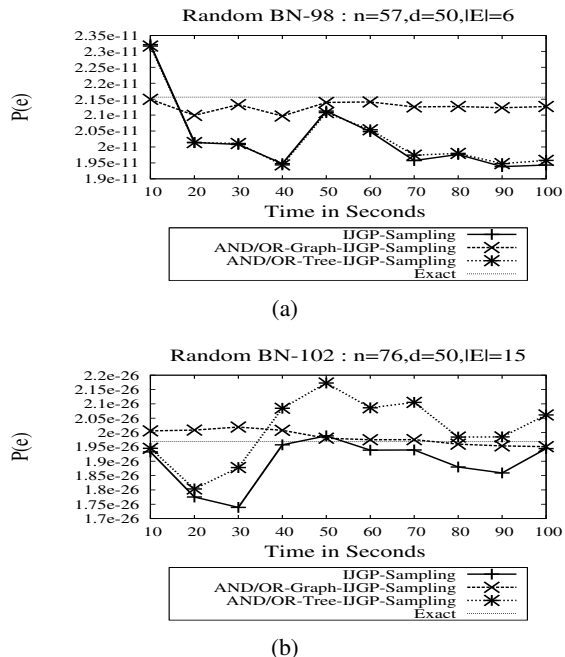 Random BN-98 : n=57,d=50,|E|=6
2.35e-11
2.3e-11
2.25e-11
2.2e-11
2.15e-11
2.1e-11
2.05e-11
2e-11
1.95e-11
1.9e-11
P(e)
10 20 30 40 50 60 70 80 90 100
Time in Seconds
IJGP-Sampling
AND/OR-Graph-IJGP-Sampling
AND/OR-Tree-IJGP-Sampling
Exact
(a)
Random BN-102 : n=76,d=50,|E|=15
2.2e-26
2.15e-26
2.1e-26
2.05e-26
2e-26
1.95e-26
1.9e-26
1.85e-26
1.8e-26
1.75e-26
1.7e-26
P(e)
10 20 30 40 50 60 70 80 90 100
Time in Seconds
IJGP-Sampling
AND/OR-Graph-IJGP-Sampling
AND/OR-Tree-IJGP-Sampling
Exact
(b)